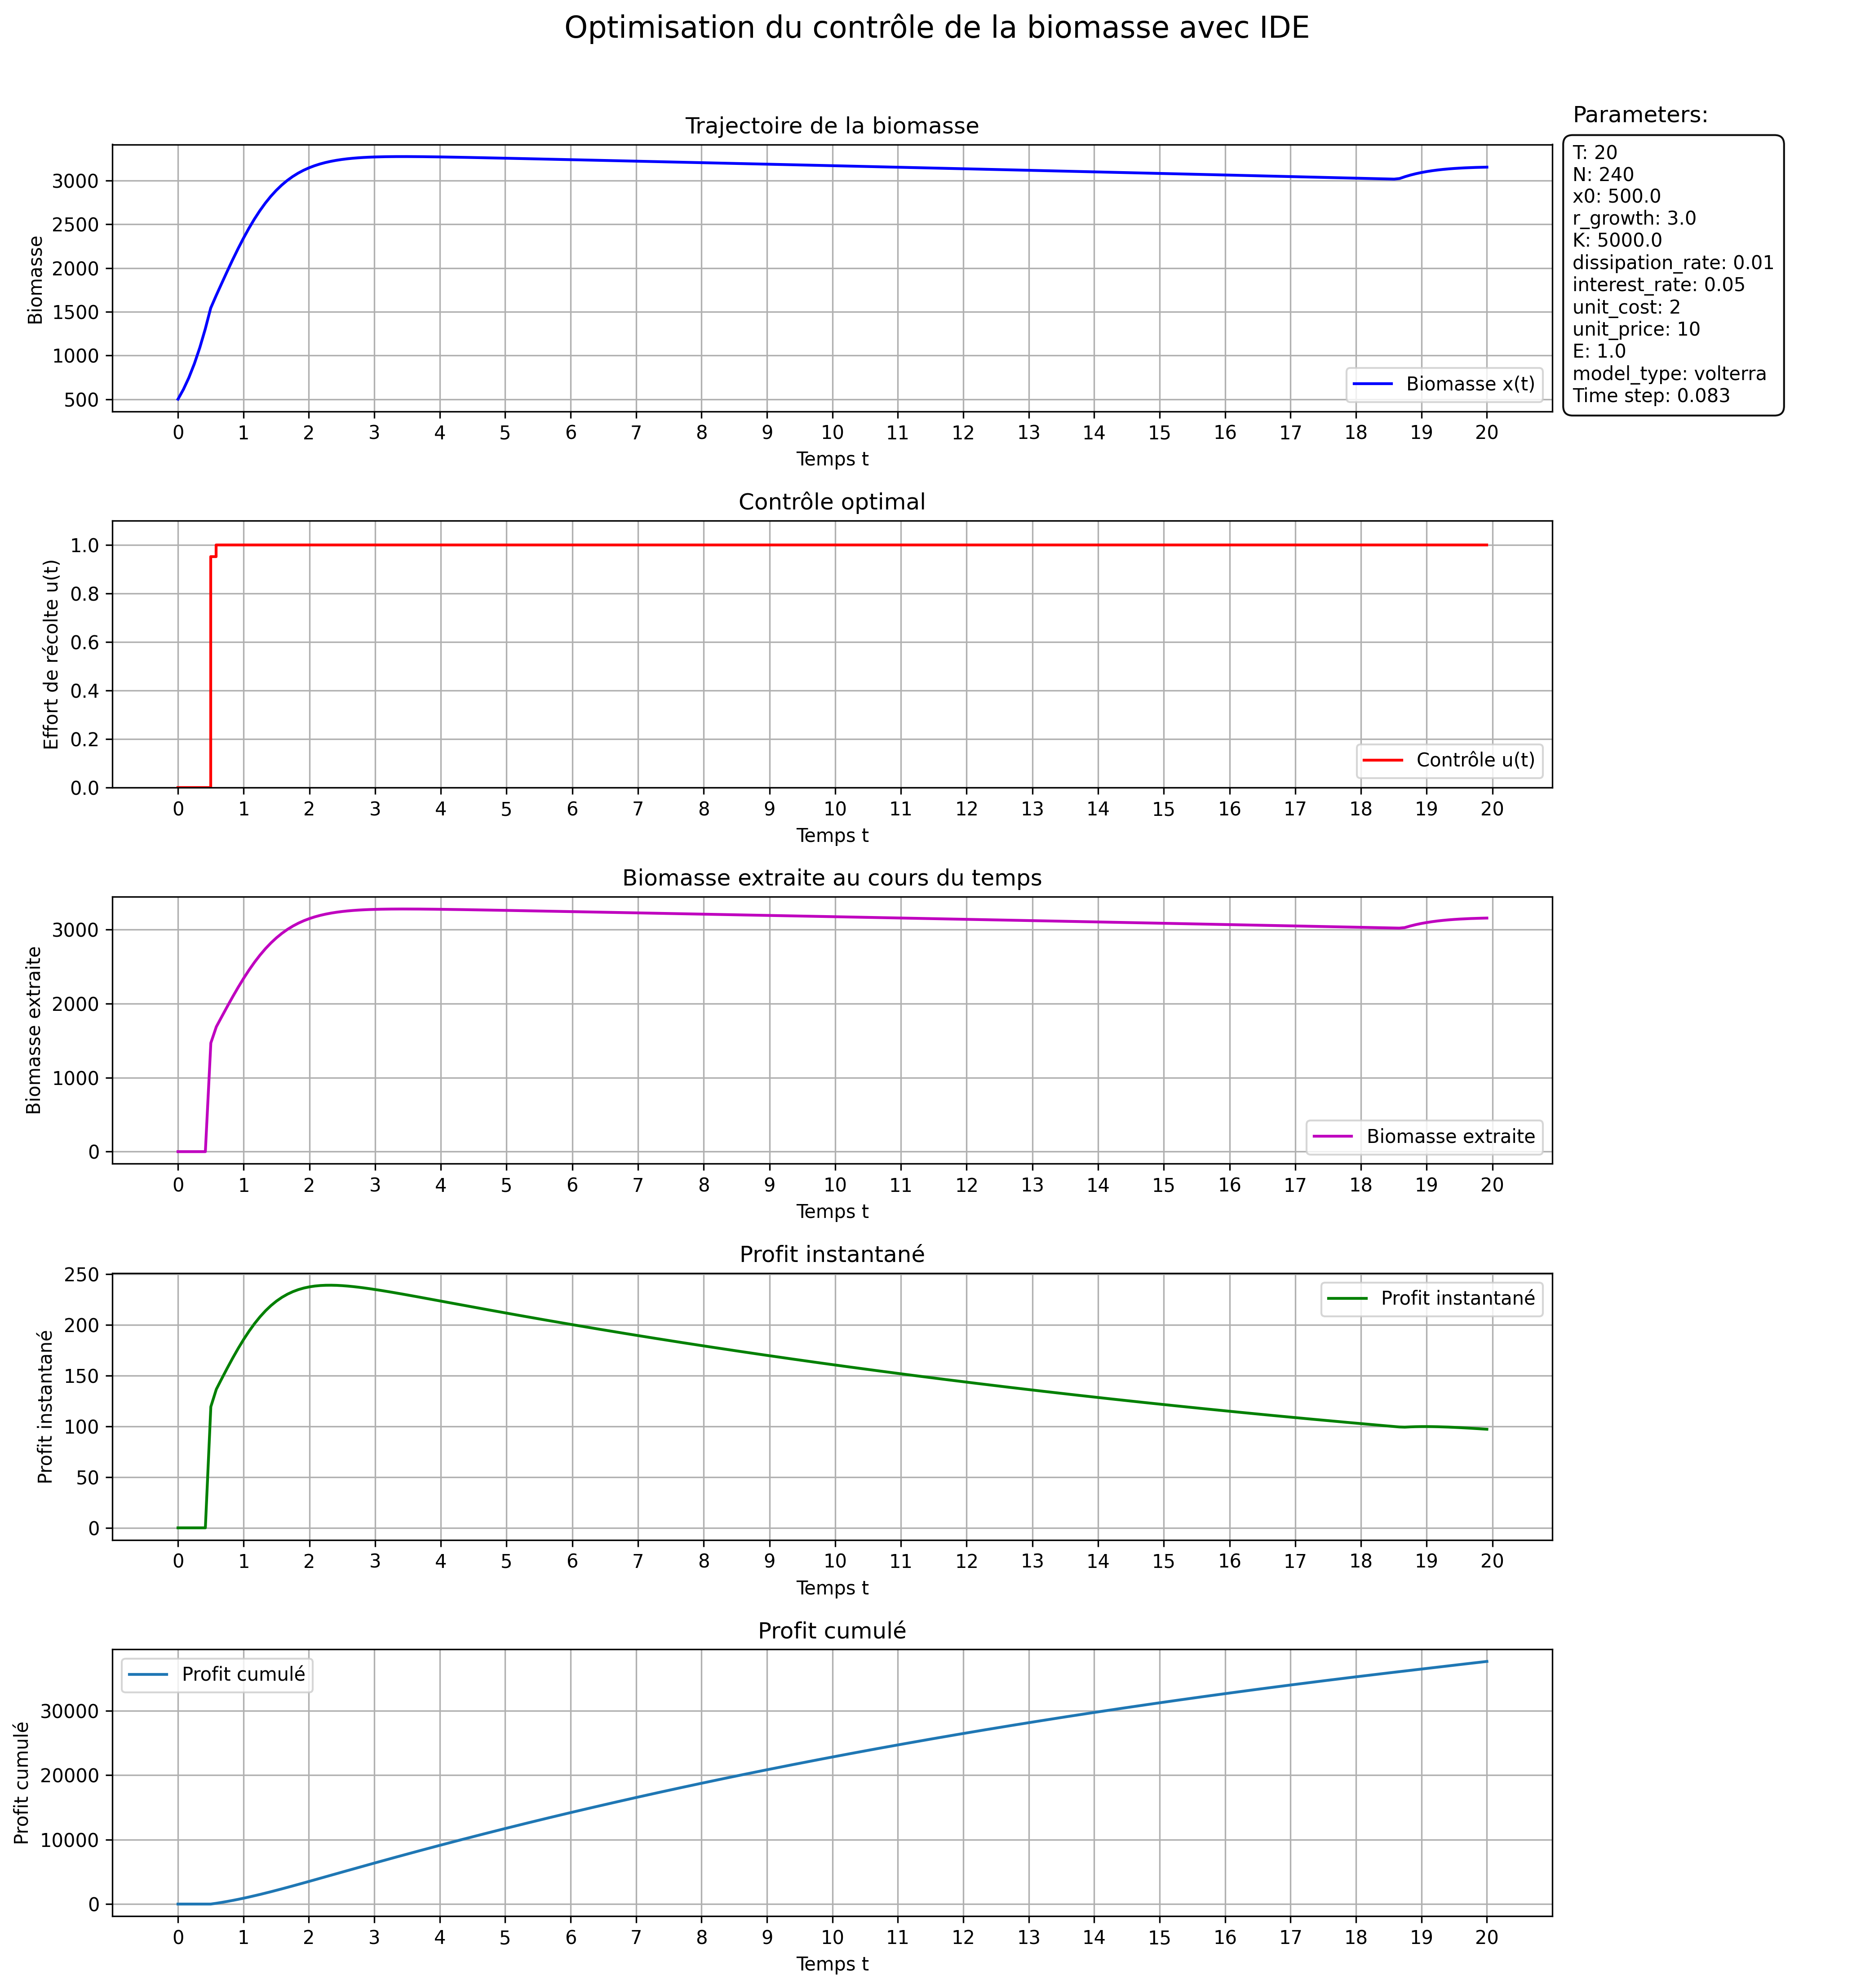 Optimisation du contrôle de la biomasse avec IDE
Trajectoire de la biomasse
Biomasse
3000
2500
2000
1500
1000
500
Biomasse x(t)
0 1 2 3 4 5 6 7 8 9 10 11 12 13 14 15 16 17 18 19 20
Temps t
Parameters:
T: 20
N: 240
x0: 500.0
r_growth: 3.0
K: 5000.0
dissipation_rate: 0.01
interest_rate: 0.05
unit_cost: 2
unit_price: 10
E: 1.0
model_type: volterra
Time step: 0.083
Contrôle optimal
Effort de récolte u(t)
1.0
0.8
0.6
0.4
0.2
0.0
Contrôle u(t)
0 1 2 3 4 5 6 7 8 9 10 11 12 13 14 15 16 17 18 19 20
Temps t
Biomasse extraite au cours du temps
Biomasse extraite
3000
2000
1000
0
Biomasse extraite
0 1 2 3 4 5 6 7 8 9 10 11 12 13 14 15 16 17 18 19 20
Temps t
Profit instantané
Profit instantané
250
200
150
100
50
0
Profit instantané
0 1 2 3 4 5 6 7 8 9 10 11 12 13 14 15 16 17 18 19 20
Temps t
Profit cumulé
Profit cumulé
Profit cumulé
30000
20000
10000
0
0 1 2 3 4 5 6 7 8 9 10 11 12 13 14 15 16 17 18 19 20
Temps t